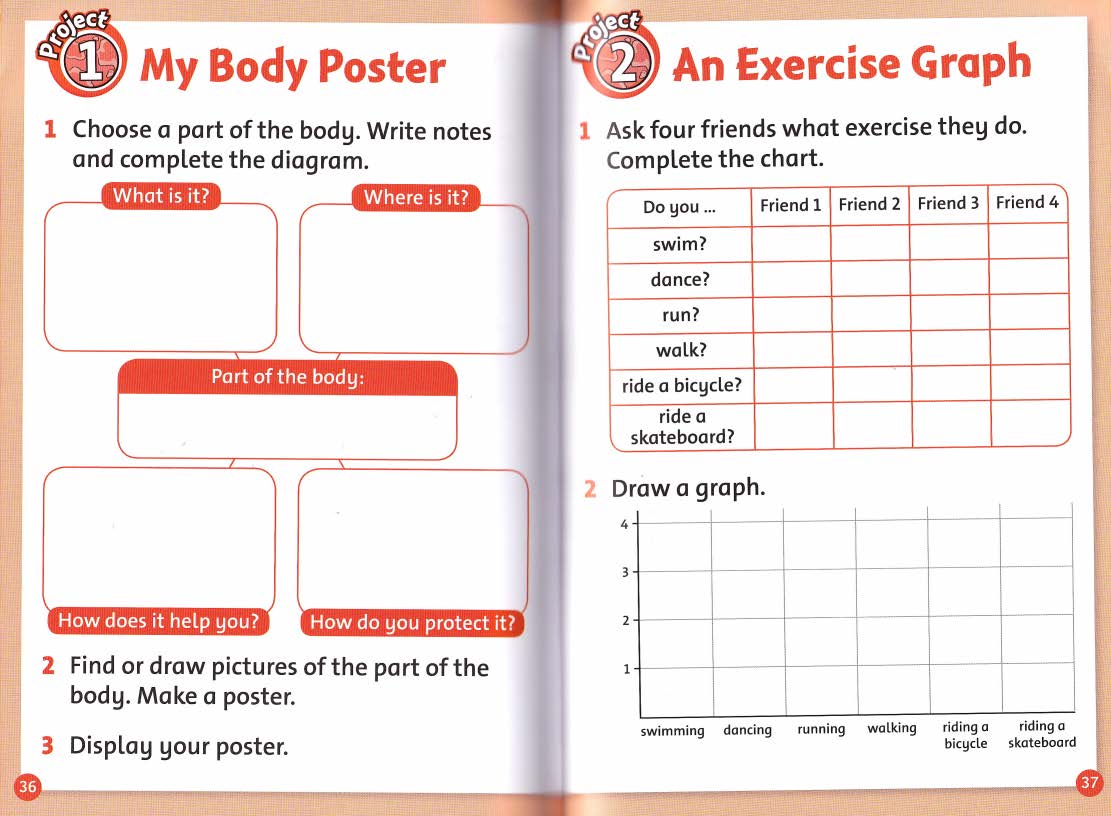 Project
1
My Body Poster
1 Choose a part of the body. Write notes
and complete the diagram.
What is it?
Where is it?
Part of the body:
How does it help you?
How do you protect it?
2 Find or draw pictures of the part of the
body. Make a poster.
3 Display your poster.
36
Project
2
An Exercise Graph
1 Ask four friends what exercise they do.
Complete the chart.
Do you ... Friend 1 Friend 2 Friend 3 Friend 4
swim?
dance?
run?
walk?
ride a bicycle?
ride a
skateboard?
2 Draw a graph.
4
3
2
1
swimming dancing running walking riding a riding a
bicycle skateboard
37